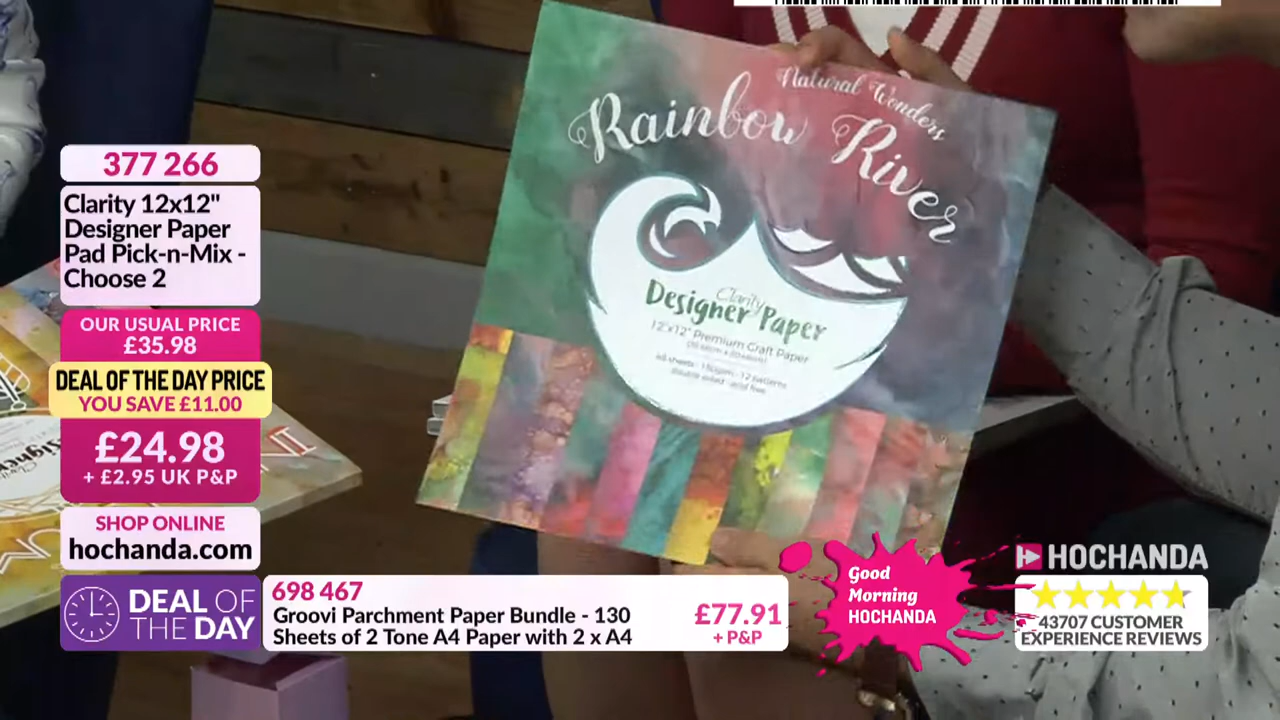 377 266
Clarity 12x12"
Designer Paper
Pad Pick-n-Mix -
Choose 2
OUR USUAL PRICE
£35.98
DEAL OF THE DAY PRICE
YOU SAVE £11.00
£24.98
+ £2.95 UK P&P
SHOP ONLINE
hochanda.com
DEAL OF
THE DAY
698 467
Groovi Parchment Paper Bundle - 130
Sheets of 2 Tone A4 Paper with 2 x A4
£77.91
+ P&P
Natural Wonders
Rainbow River
Clarity
Designer Paper
12"x12" Premium Craft Paper
Good
Morning
HOCHANDA
HOCHANDA
43707 CUSTOMER
EXPERIENCE REVIEWS